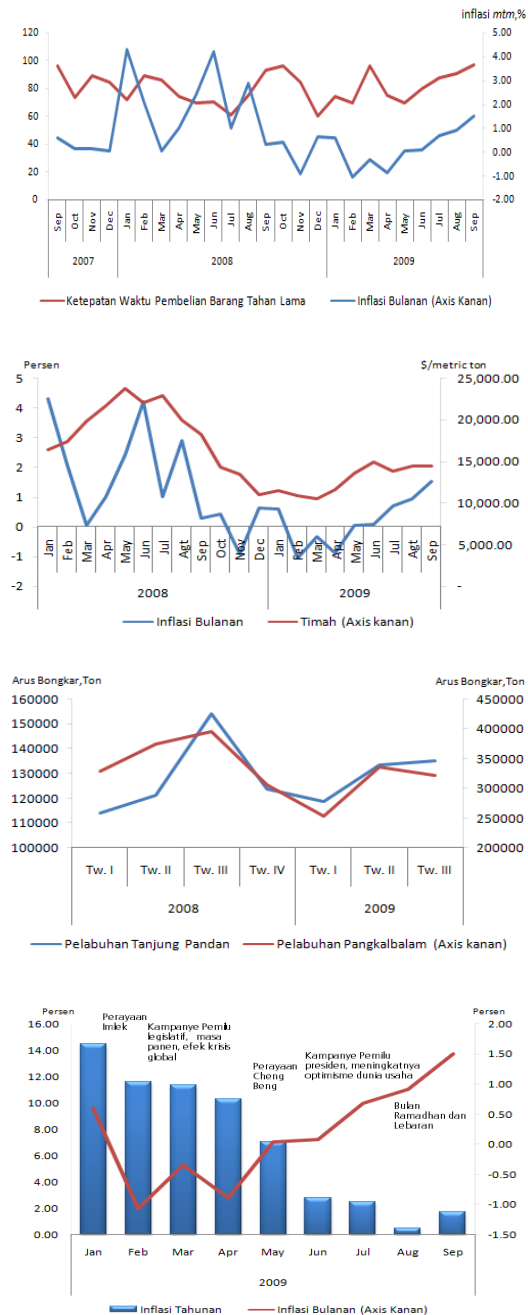 inflasi mtm,%
120 5.00
100 4.00
80 3.00
60 2.00
40 1.00
20 0.00
0 -1.00
-2.00
Sep Oct Nov Dec Jan Feb Mar Apr May Jun Jul Aug Sep Oct Nov Dec Jan Feb Mar Apr May Jun Jul Aug Sep
2007 2008 2009
Ketepatan Waktu Pembelian Barang Tahan Lama Inflasi Bulanan (Axis Kanan)
Persen $/metric ton
5 25,000.00
4 20,000.00
3 15,000.00
2 10,000.00
1 5,000.00
0 -
-1
-2
Jan Feb Mar Apr May Jun Jul Agt Sep Oct Nov Dec Jan Feb Mar Apr May Jun Jul Agt Sep
2008 2009
Inflasi Bulanan Timah (Axis kanan)
Arus Bongkar,Ton Arus Bongkar,Ton
160000 450000
150000 400000
140000 350000
130000 300000
120000 250000
110000 200000
100000
Tw. I Tw. II Tw. III Tw. IV Tw. I Tw. II Tw. III
2008 2009
Pelabuhan Tanjung Pandan Pelabuhan Pangkalbalam (Axis kanan)
Persen Persen
16.00 2.00
14.00 1.50
12.00 1.00
10.00 0.50
8.00 0.00
6.00 -0.50
4.00 -1.00
2.00 -1.50
0.00
Perayaan
Imlek
Kampanye Pemilu
legislatif, masa
panen, efek krisis
global
Perayaan
Cheng
Beng
Kampanye Pemilu
presiden, meningkatnya
optimisme dunia usaha
Bulan
Ramadhan dan
Lebaran
Jan Feb Mar Apr May Jun Jul Aug Sep
2009
Inflasi Tahunan Inflasi Bulanan (Axis Kanan)